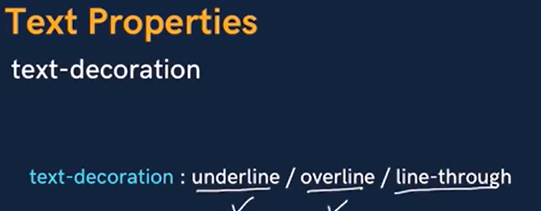 Text Properties
text-decoration
text-decoration : underline / overline / line-through